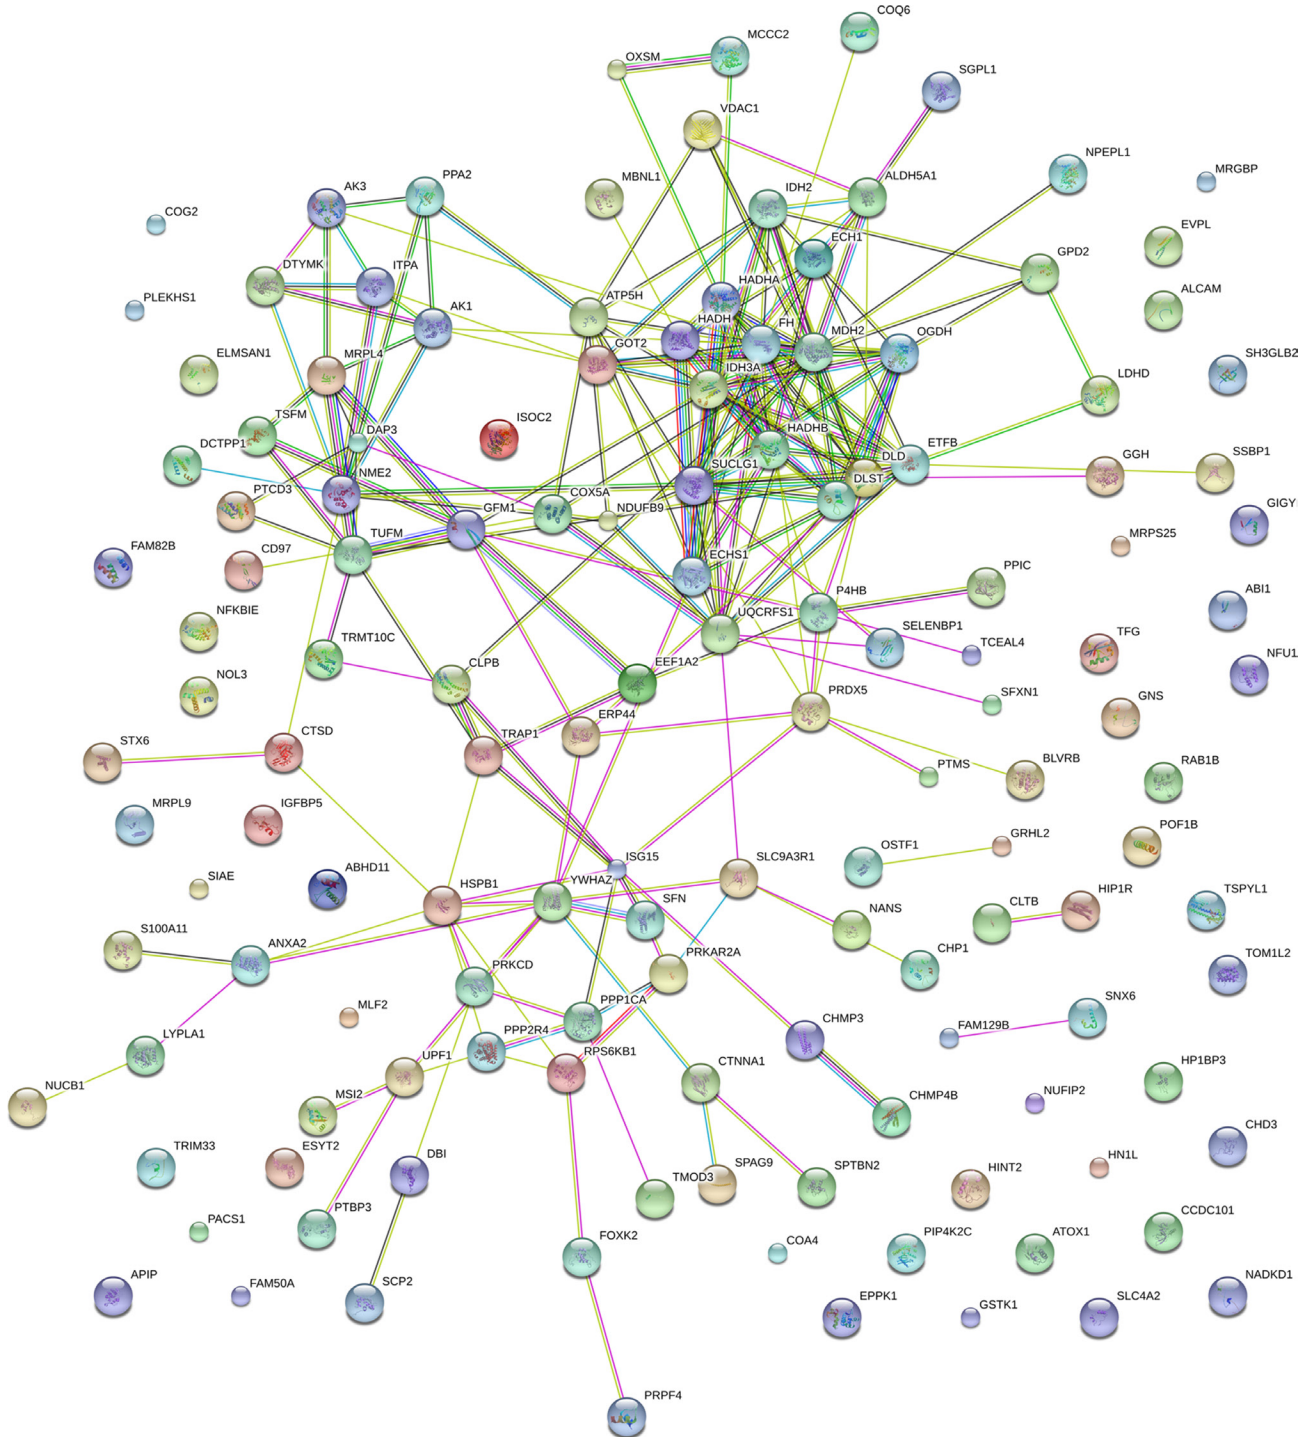 COQ6
MCCC2
OXSM
SGPL1
VDAC1
NPEPL1
MRGBP
AK3
PPA2
MBNL1
IDH2
ALDH5A1
COG2
EVPL
ECH1
GPD2
DTYMK
ITPA
HADHA
ALCAM
PLEKHS1
ATP5H
AK1
HADH
FH
MDH2
OGDH
GOT2
SH3GLB2
ELMSAN1
MRPL4
IDH3A
LDHD
TSFM
DAP3
ISOC2
HADHB
DCTPP1
ETFB
DLD
SSBP1
GGH
SUCLG1
DLST
NME2
PTCD3
COX5A
NDUFB9
GFM1
GIGY
TUFM
MRPS25
FAM82B
CD97
ECHS1
PPIC
P4HB
ABI1
NFKBIE
UQCRFS1
SELENBP1
TFG
TRMT10C
TCEAL4
NFU1
CLPB
EEF1A2
NOL3
SFXN1
PRDX5
GNS
ERP44
CTSD
STX6
TRAP1
PTMS
BLVRB
RAB1B
MRPL9
IGFBP5
POF1B
GRHL2
OSTF1
ISG15
SLC9A3R1
SIAE
ABHD11
YWHAZ
HSPB1
HIP1R
TSPYL1
SFN
CLTB
NANS
S100A11
ANXA2
CHP1
TOM1L2
PRKAR2A
PRKCD
MLF2
PPP1CA
SNX6
LYPLA1
CHMP3
FAM129B
PPP2R4
RPS6KB1
UPF1
CTNNA1
HP1BP3
NUCB1
MSI2
CHMP4B
NUFIP2
CHD3
TRIM33
ESYT2
DBI
HN1L
SPAG9
SPTBN2
HINT2
TMOD3
PTBP3
PACS1
CCDC101
FOXK2
COA4
PIP4K2C
ATOX1
APIP
FAM50A
SCP2
NADKD1
EPPK1
GSTK1
SLC4A2
PRPF4